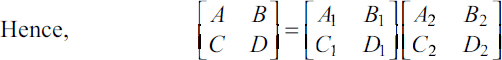 Hence, [A B C D] = [A₁ B₁ C₁ D₁] [A₂ B₂ C₂ D₂]